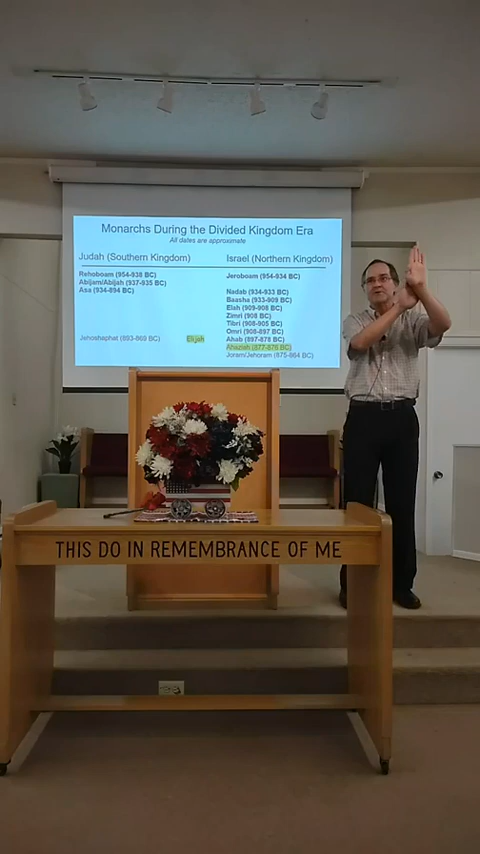 Monarchs During the Divided Kingdom Era
All dates are approximate
Judah (Southern Kingdom)
Rehoboam (954-938 BC)
Abijam/Abijah (937-935 BC)
Asa (934-894 BC)
Jehoshaphat (893-869 BC)
Elijah
Israel (Northern Kingdom)
Jeroboam (954-934 BC)
Nadab (934-933 BC)
Baasha (933-909 BC)
Elah (909-908 BC)
Zimri (908 BC)
Tibri (908-905 BC)
Omri (908-897 BC)
Ahab (897-878 BC)
Ahaziah (877-876 BC)
Joram/Jehoram (875-864 BC)
THIS DO IN REMEMBRANCE OF ME